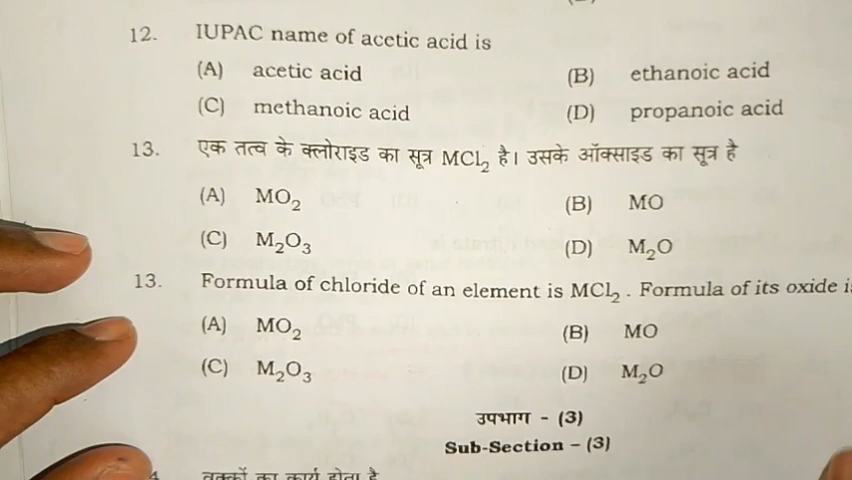 12. IUPAC name of acetic acid is
(A) acetic acid (B) ethanoic acid
(C) methanoic acid (D) propanoic acid
13. एक तत्व के क्लोराइड का सूत्र MCl₂ है। उसके ऑक्साइड का सूत्र है
(A) MO₂ (B) MO
(C) M₂O₃ (D) M₂O
13. Formula of chloride of an element is MCl₂ . Formula of its oxide i
(A) MO₂ (B) MO
(C) M₂O₃ (D) M₂O
उपभाग - (3)
Sub-Section – (3)
का कार्य होता है